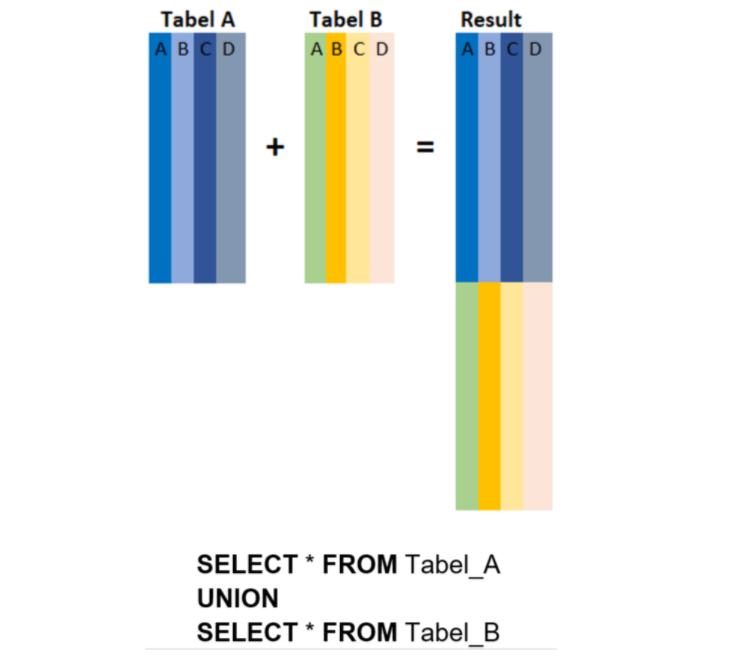 Tabel A Tabel B Result
A B C D A B C D A B C D
+ =
SELECT * FROM Tabel_A
UNION
SELECT * FROM Tabel_B